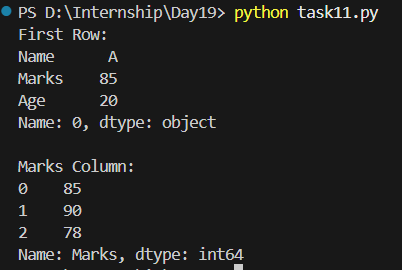 PS D:\Internship\Day19> python task11.py
First Row:
Name      A
Marks    85
Age      20
Name: 0, dtype: object

Marks Column:
0    85
1    90
2    78
Name: Marks, dtype: int64